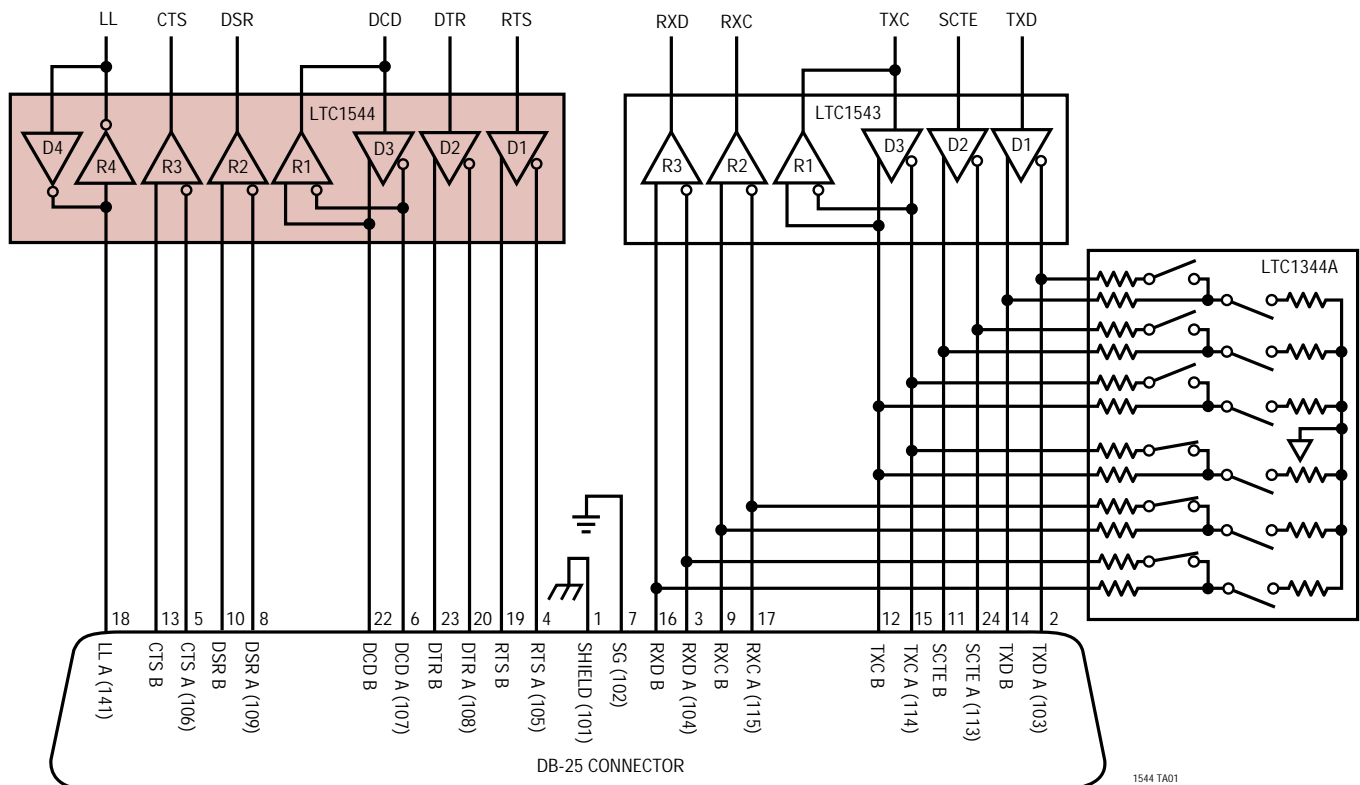 LL CTS DSR DCD DTR RTS RXD RXC TXC SCTE TXD
LTC1544 LTC1543
D4 R4 R3 R2 R1 D3 D2 D1 R3 R2 R1 D3 D2 D1
LTC1344A
18 13 5 10 8 22 6 23 20 19 4 1 7 16 3 9 17 12 15 11 24 14 2
LL A (141)
CTS B
CTS A (106)
DSR B
DSR A (109)
DCD B
DCD A (107)
DTR B
DTR A (108)
RTS B
RTS A (105)
SHIELD (101)
SG (102)
RXD B
RXD A (104)
RXC B
RXC A (115)
TXC B
TXC A (114)
SCTE B
SCTE A (113)
TXD B
TXD A (103)
DB-25 CONNECTOR
1544 TA01